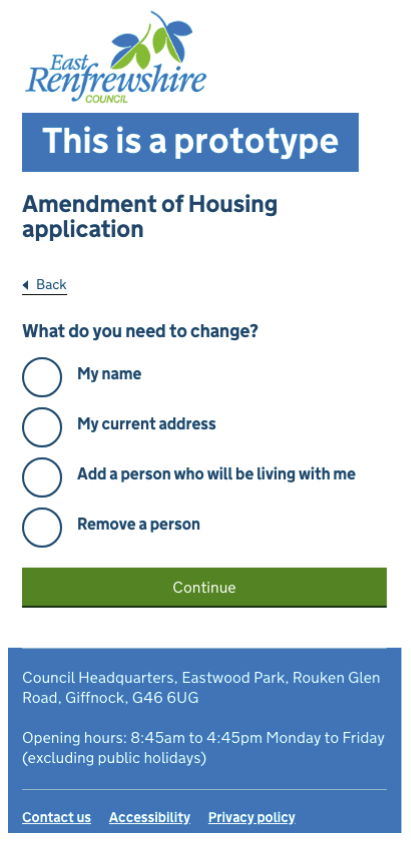 East
Renfrewshire
COUNCIL
This is a prototype
Amendment of Housing
application
Back
What do you need to change?
My name
My current address
Add a person who will be living with me
Remove a person
Continue
Council Headquarters, Eastwood Park, Rouken Glen
Road, Giffnock, G46 6UG
Opening hours: 8:45am to 4:45pm Monday to Friday
(excluding public holidays)
Contact us Accessibility Privacy policy